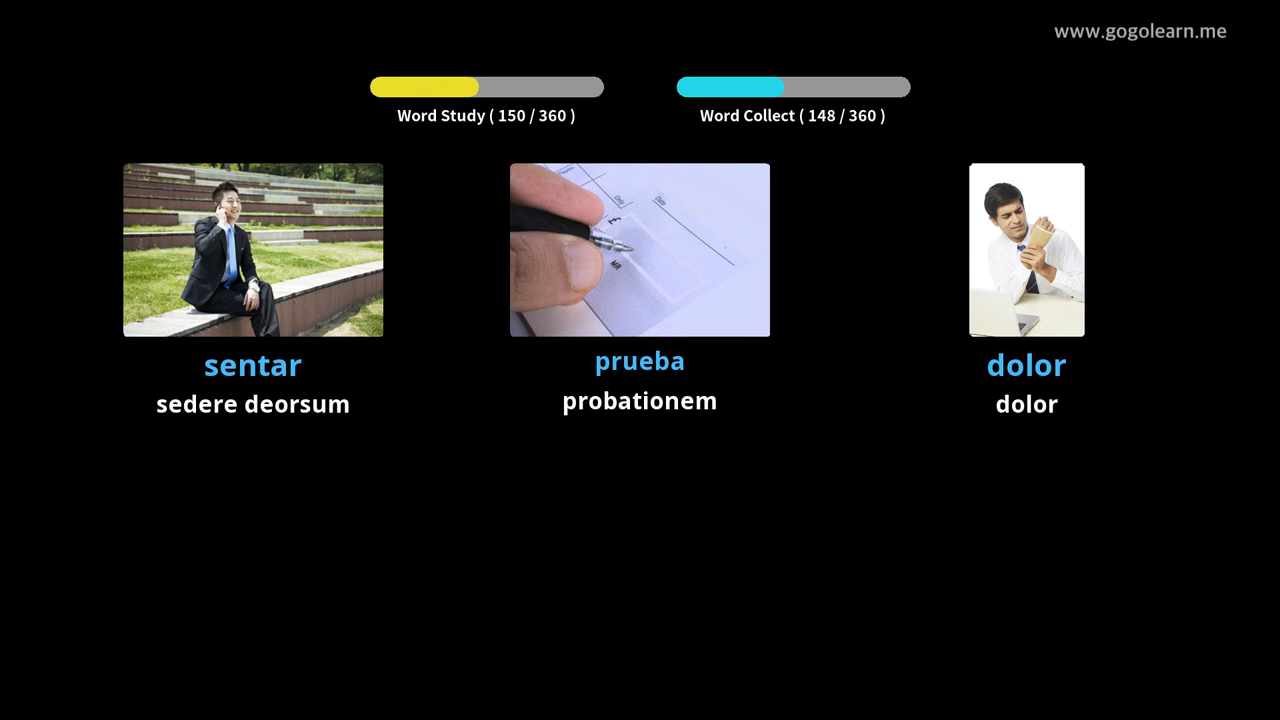 www.gogolearn.me
Word Study ( 150 / 360 )
Word Collect ( 148 / 360 )
sentar
sedere deorsum
prueba
probationem
dolor
dolor